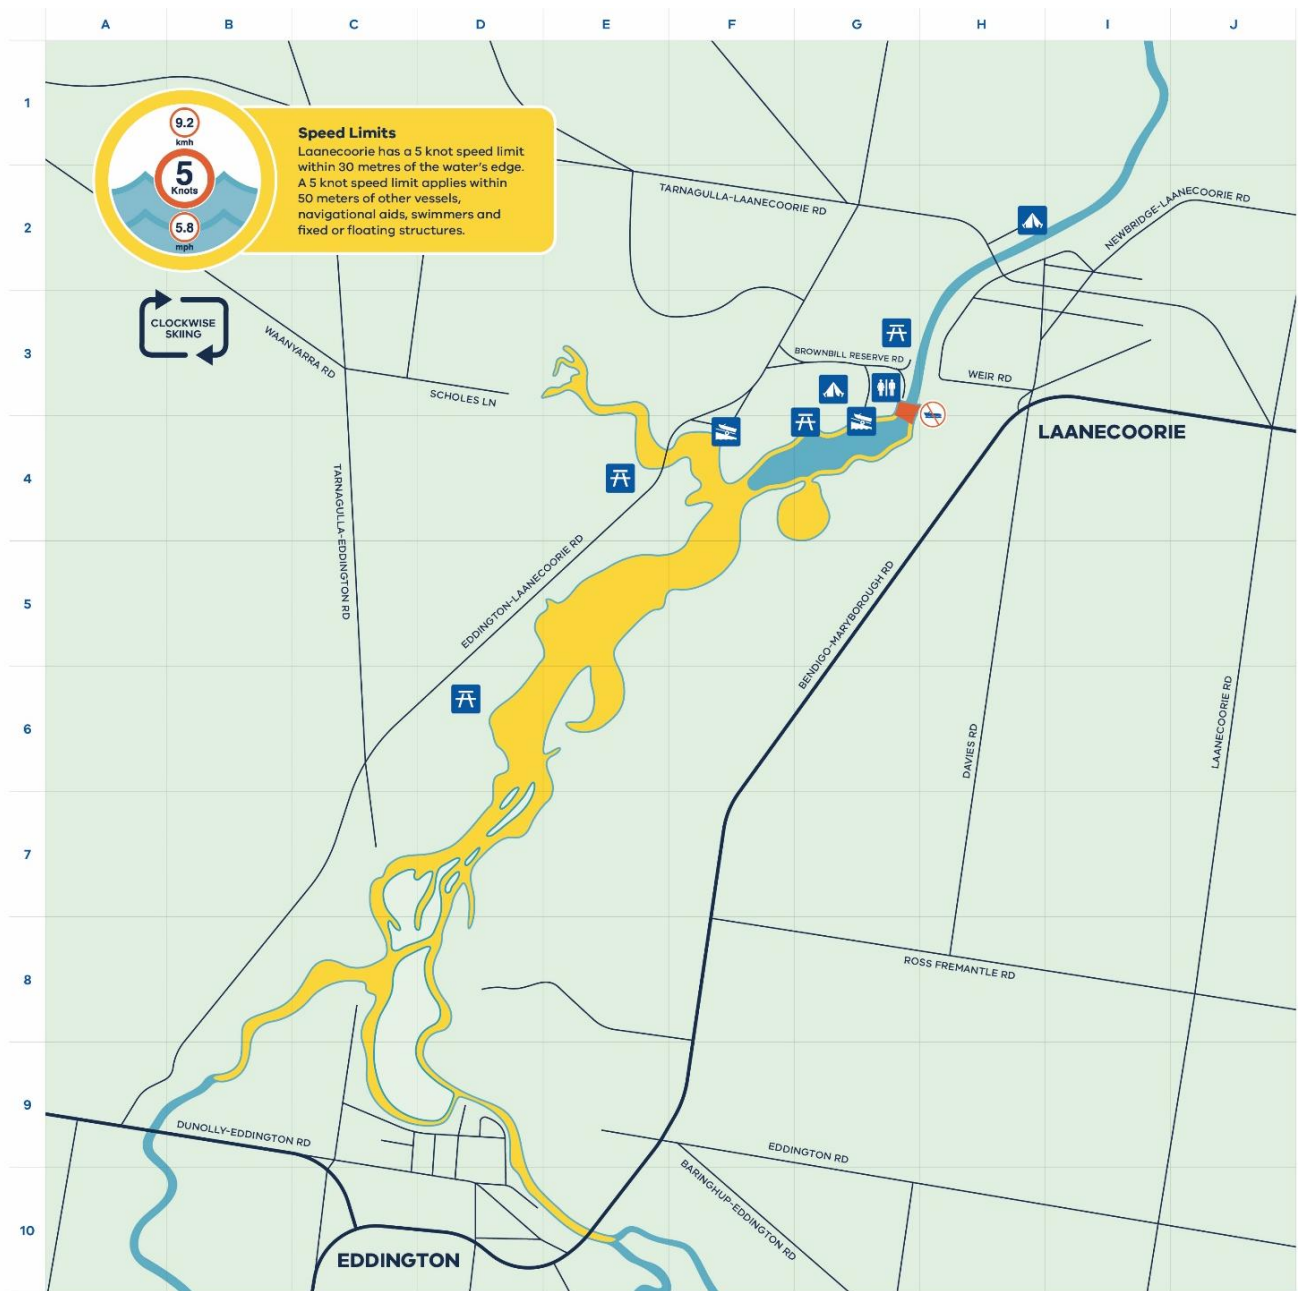 A B C D E F G H I J
1
2
3
4
5
6
7
8
9
10
9.2
kmh
5
Knots
5.8
mph
Speed Limits
Laanecoorie has a 5 knot speed limit
within 30 metres of the water's edge.
A 5 knot speed limit applies within
50 meters of other vessels,
navigational aids, swimmers and
fixed or floating structures.
CLOCKWISE
SKIING
TARNAGULLA-LAANECOORIE RD
NEWBRIDGE-LAANECOORIE RD
WAANYARRA RD
SCHOLES LN
BROWNBILL RESERVE RD
WEIR RD
LAANECOORIE
TARNAGULLA-EDDINGTON RD
EDDINGTON-LAANECOORIE RD
BENDIGO-MARYBOROUGH RD
DAVIES RD
LAANECOORIE RD
ROSS FREMANTLE RD
DUNOLLY-EDDINGTON RD
EDDINGTON RD
BARINGHUP-EDDINGTON RD
EDDINGTON